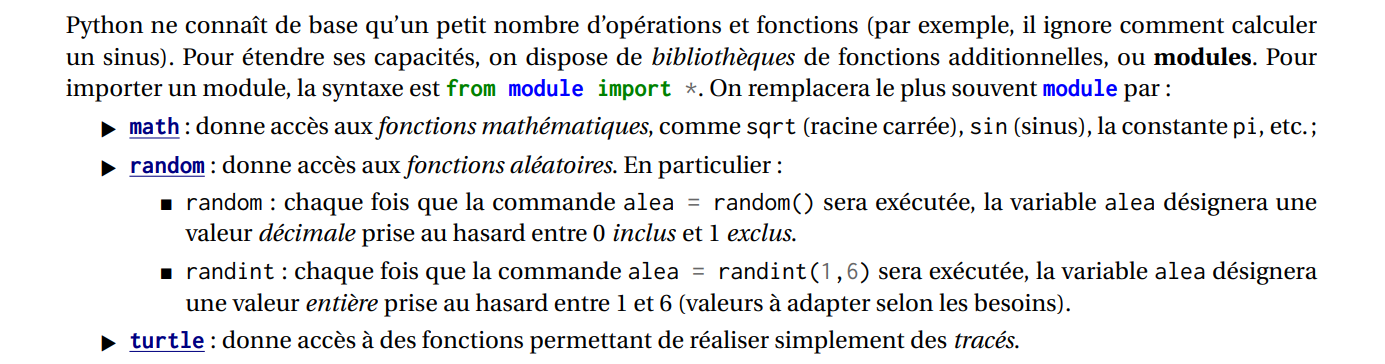 Python ne connaît de base qu’un petit nombre d’opérations et fonctions (par exemple, il ignore comment calculer
un sinus). Pour étendre ses capacités, on dispose de bibliothèques de fonctions additionnelles, ou modules. Pour
importer un module, la syntaxe est from module import *. On remplacera le plus souvent module par :
▶ math : donne accès aux fonctions mathématiques, comme sqrt (racine carrée), sin (sinus), la constante pi, etc. ;
▶ random : donne accès aux fonctions aléatoires. En particulier :
■ random : chaque fois que la commande alea = random() sera exécutée, la variable alea désignera une
valeur décimale prise au hasard entre 0 inclus et 1 exclus.
■ randint : chaque fois que la commande alea = randint(1,6) sera exécutée, la variable alea désignera
une valeur entière prise au hasard entre 1 et 6 (valeurs à adapter selon les besoins).
▶ turtle : donne accès à des fonctions permettant de réaliser simplement des tracés.